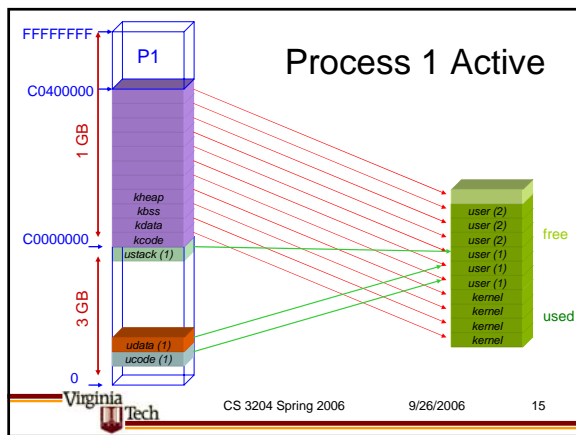 Process 1 Active
FFFFFFFF
P1
C0400000
1 GB
kheap
kbss
kdata
kcode
C0000000
ustack (1)
3 GB
udata (1)
ucode (1)
0
user (2)
user (2)
user (2)
user (1)
user (1)
user (1)
kernel
kernel
kernel
kernel
free
used
Virginia
Tech
CS 3204 Spring 2006
9/26/2006
15